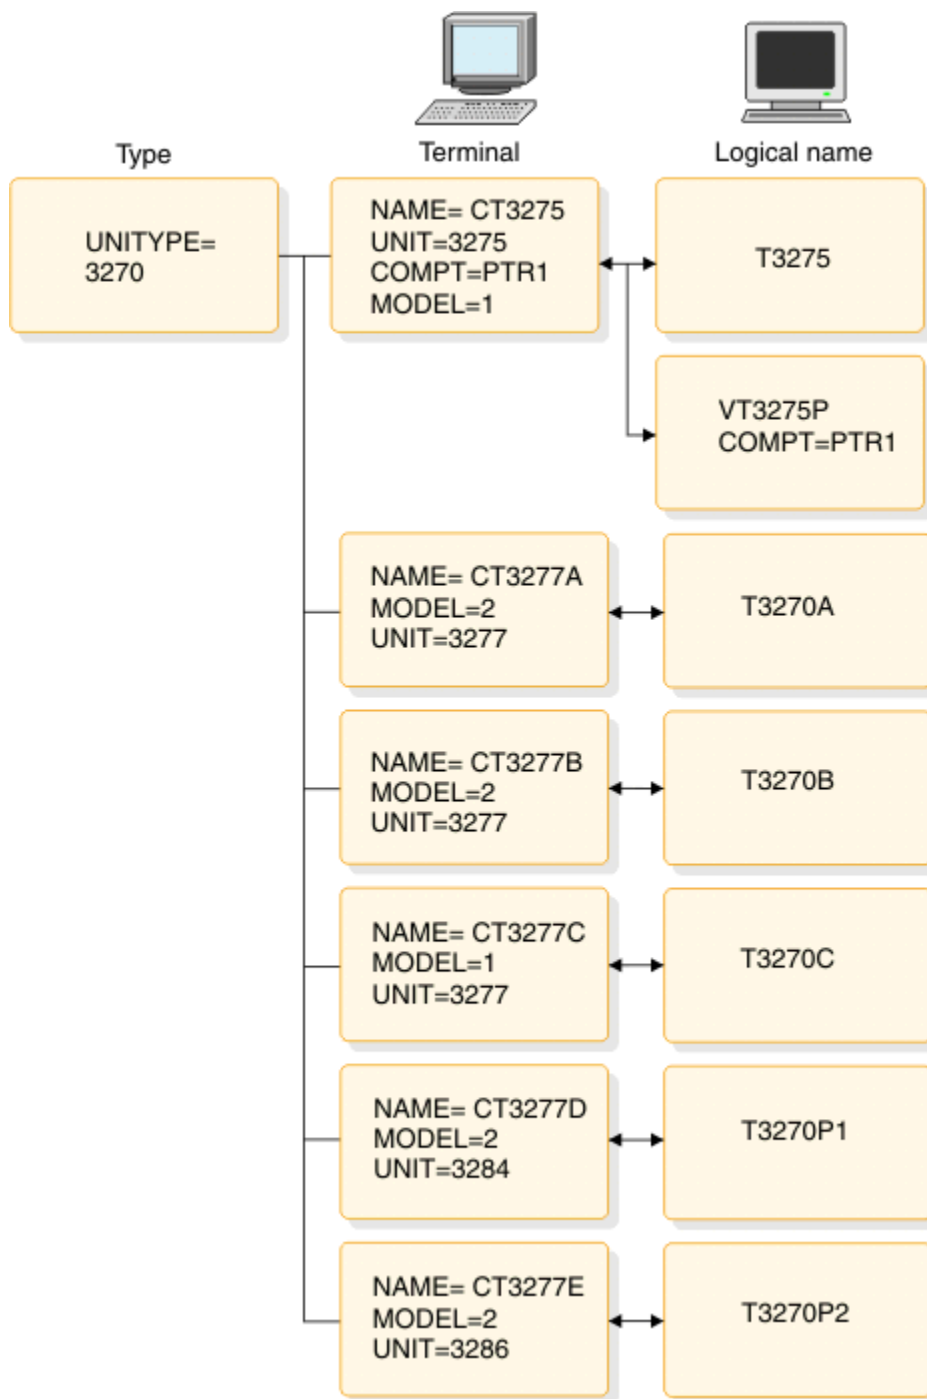 Type
Terminal
Logical name
UNITYPE=
3270
NAME= CT3275
UNIT=3275
COMPT=PTR1
MODEL=1
T3275
VT3275P
COMPT=PTR1
NAME= CT3277A
MODEL=2
UNIT=3277
T3270A
NAME= CT3277B
MODEL=2
UNIT=3277
T3270B
NAME= CT3277C
MODEL=1
UNIT=3277
T3270C
NAME= CT3277D
MODEL=2
UNIT=3284
T3270P1
NAME= CT3277E
MODEL=2
UNIT=3286
T3270P2